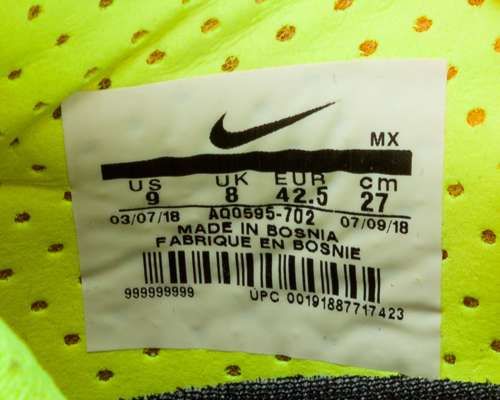 MX
US UK EUR cm
9 8 42.5 27
03/07/18 AQ0595-702 07/09/18
MADE IN BOSNIA
FABRIQUE EN BOSNIE
999999999 UPC 00191887717423